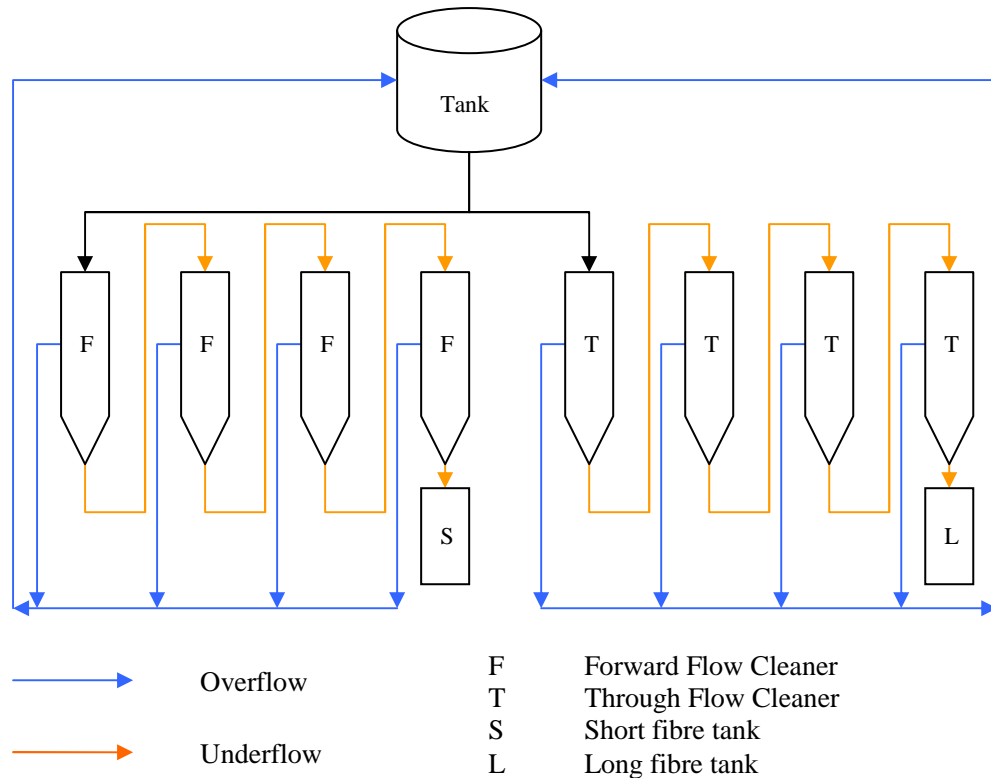 Tank
F F F F T T T T
S L
Overflow
Underflow
F Forward Flow Cleaner
T Through Flow Cleaner
S Short fibre tank
L Long fibre tank